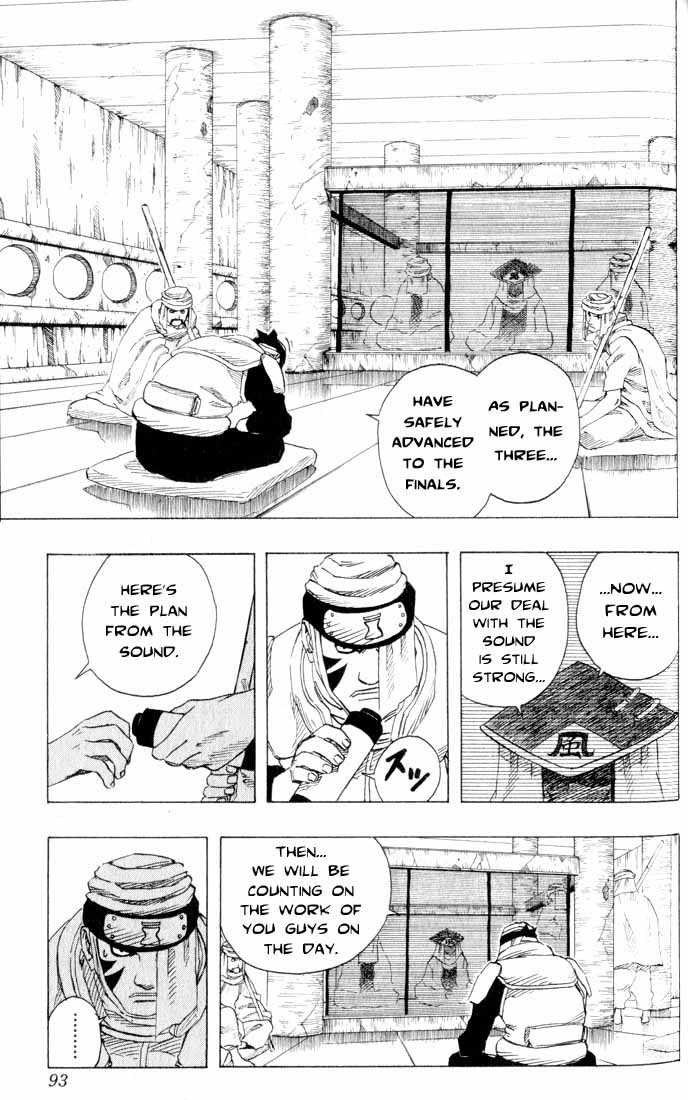 AS PLAN-
NED, THE
THREE...
HAVE
SAFELY
ADVANCED
TO THE
FINALS.
...NOW...
FROM
HERE...
I
PRESUME
OUR DEAL
WITH THE
SOUND
IS STILL
STRONG...
風
ズッ
HERE'S
THE PLAN
FROM THE
SOUND.
THEN...
WE WILL BE
COUNTING ON
THE WORK OF
YOU GUYS ON
THE DAY.
.........
93